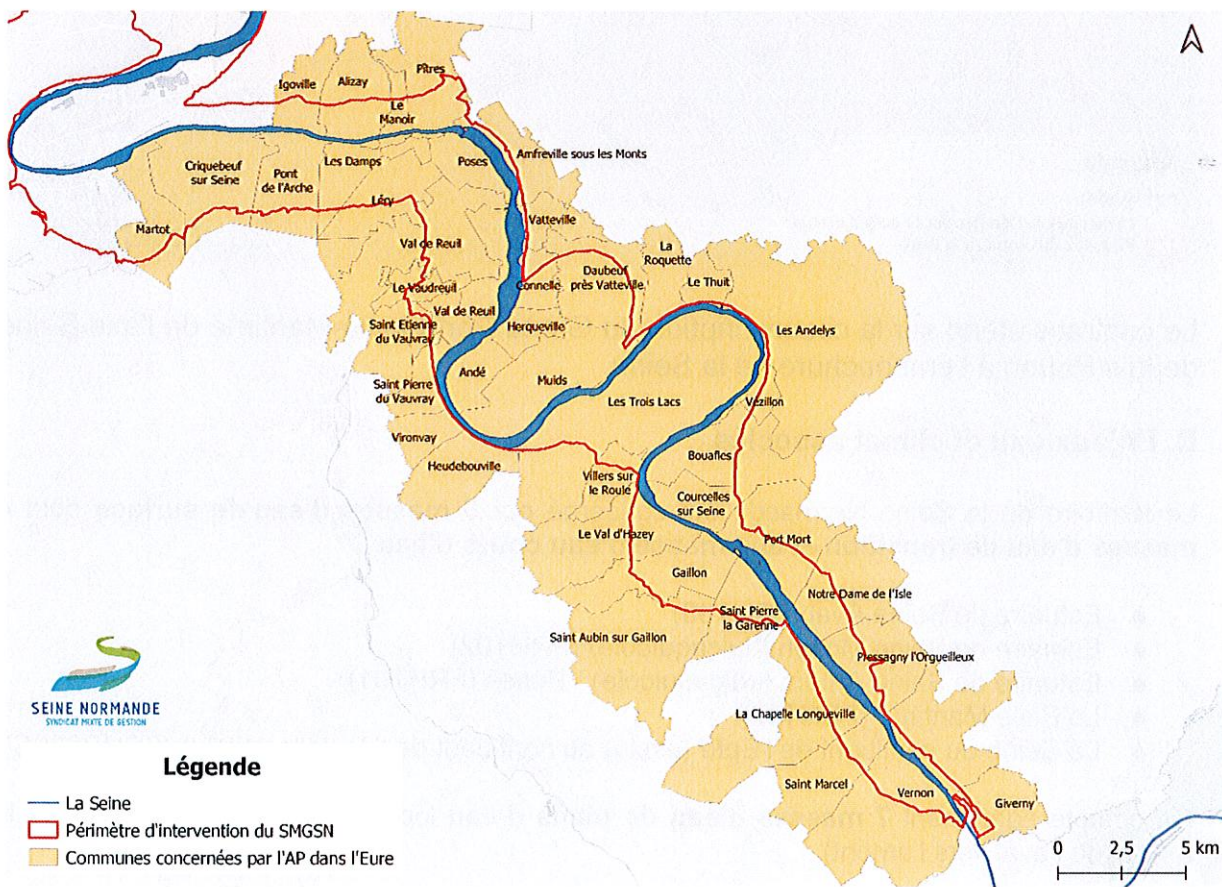 Igoville
Alizay
Pîtres
Le
Manoir
Criquebeuf
sur Seine
Pont
de l'Arche
Les Damps
Poses
Amfreville sous les Monts
Martot
Léry
Vatteville
Val de Reuil
La
Roquette
Daubeuf
près Vatteville
Le Thuit
Le Vaudreuil
Connelle
Val de Reuil
Saint Etienne
du Vauvray
Herqueville
Les Andelys
Andé
Muids
Saint Pierre
du Vauvray
Les Trois Lacs
Vézillon
Vironvay
Heudebouville
Bouafles
Villers sur
le Roule
Courcelles
sur Seine
Le Val d'Hazey
Port Mort
Gaillon
Notre Dame de l'Isle
Saint Pierre
la Garenne
Saint Aubin sur Gaillon
Pressagny l'Orgueilleux
La Chapelle Longueville
Saint Marcel
Vernon
Giverny
SEINE NORMANDE
SYNDICAT MIXTE DE GESTION
Légende
La Seine
Périmètre d'intervention du SMGSN
Communes concernées par l'AP dans l'Eure
0 2,5 5 km